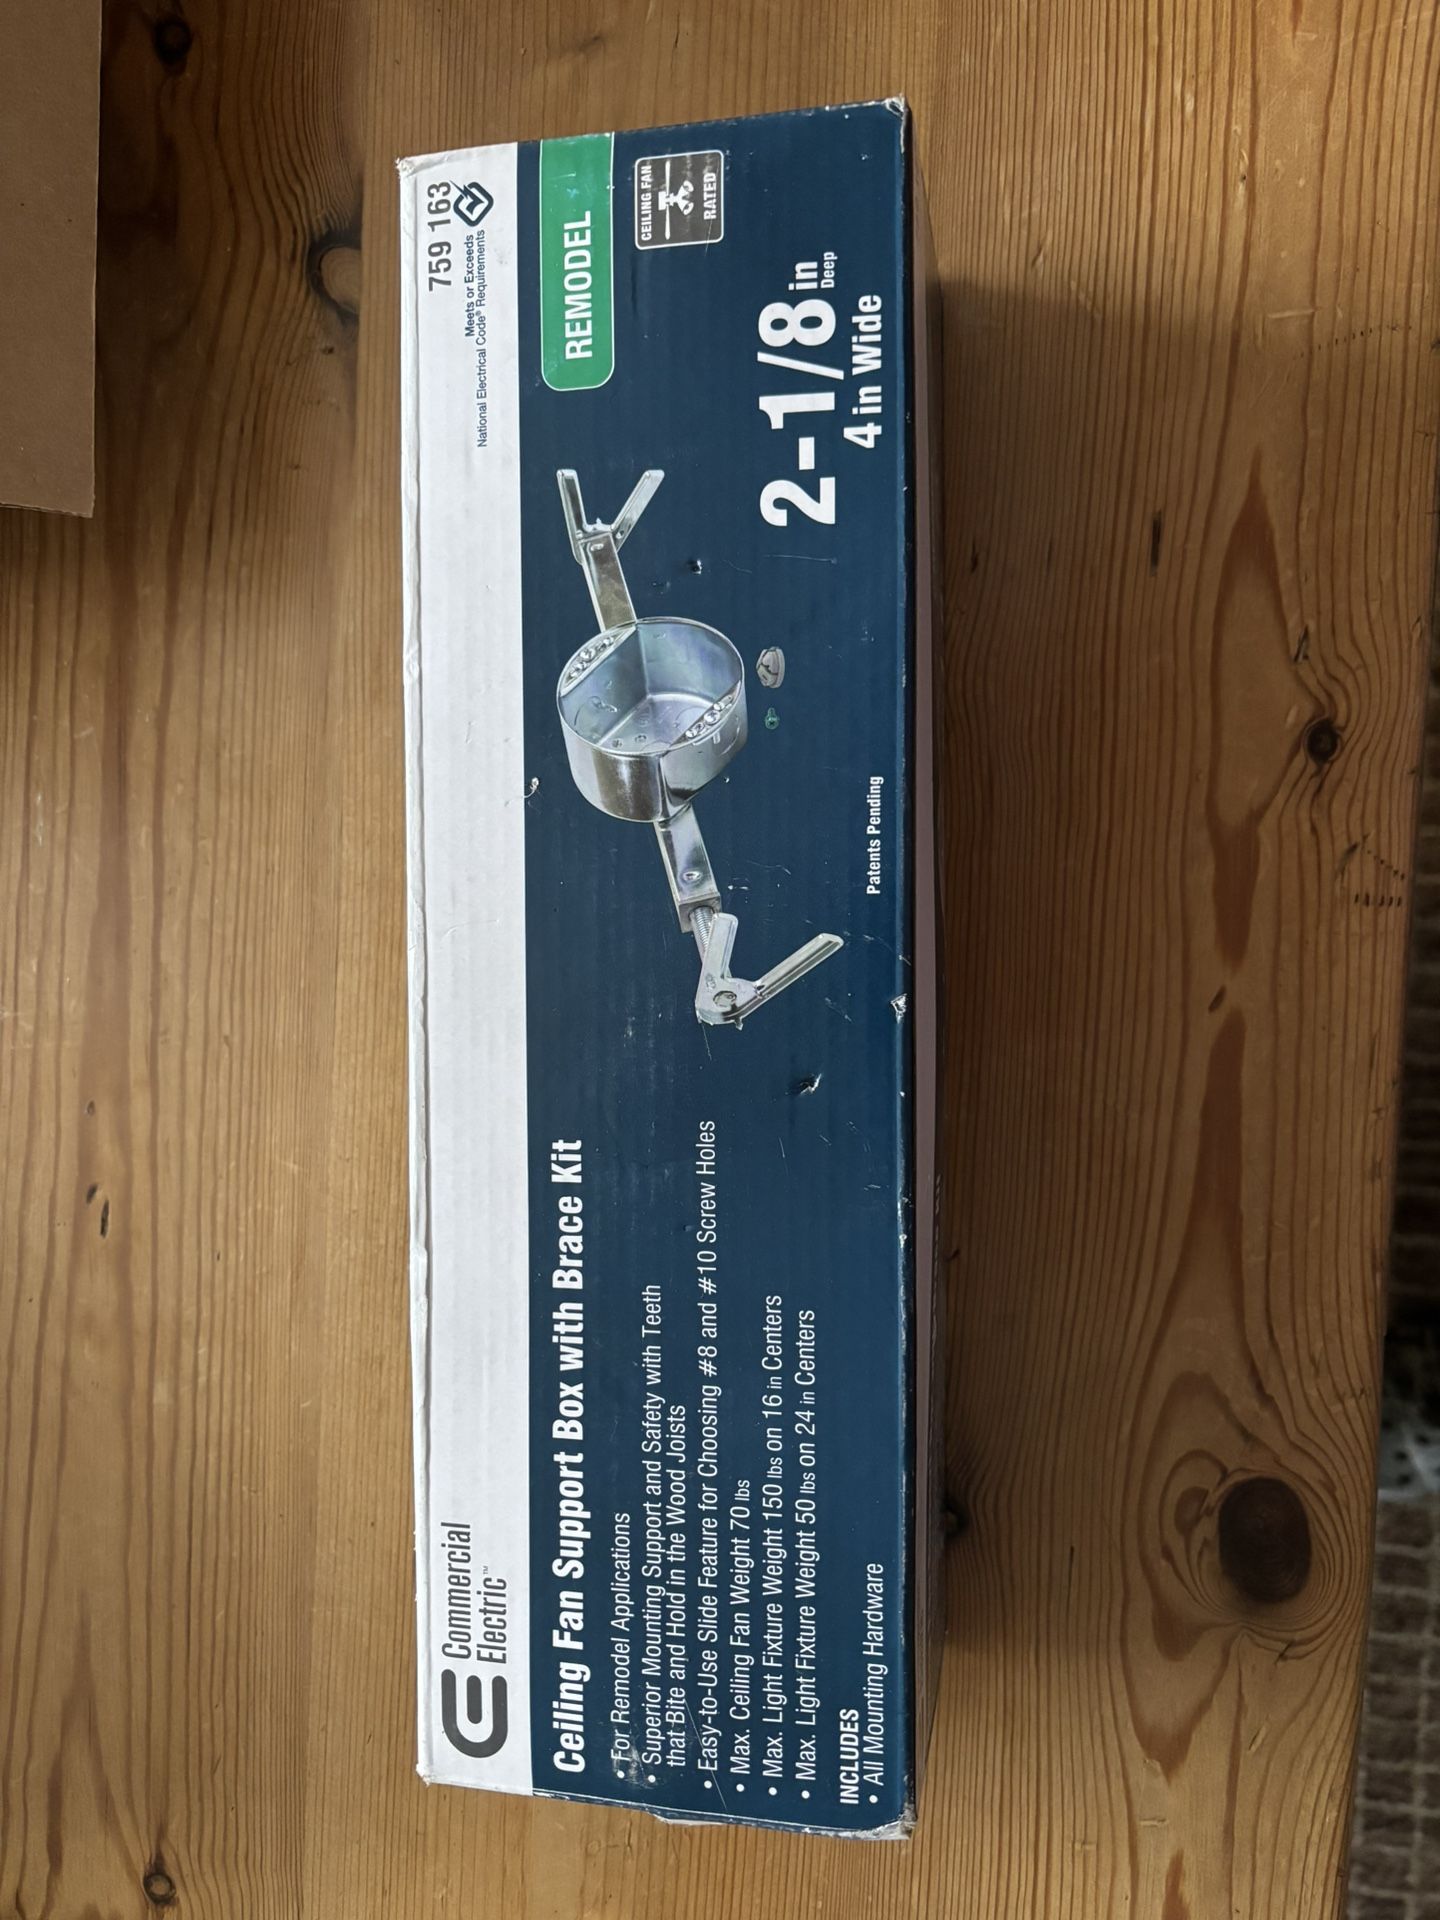 Commercial
Electric™
759 163
Meets or Exceeds
National Electrical Code® Requirements
REMODEL
CEILING FAN
RATED
Ceiling Fan Support Box with Brace Kit
• For Remodel Applications
• Superior Mounting Support and Safety with Teeth
that Bite and Hold in the Wood Joists
• Easy-to-Use Slide Feature for Choosing #8 and #10 Screw Holes
• Max. Ceiling Fan Weight 70 lbs
• Max. Light Fixture Weight 150 lbs on 16 in Centers
• Max. Light Fixture Weight 50 lbs on 24 in Centers
INCLUDES
• All Mounting Hardware
Patents Pending
2-1/8 in
Deep
4 in Wide